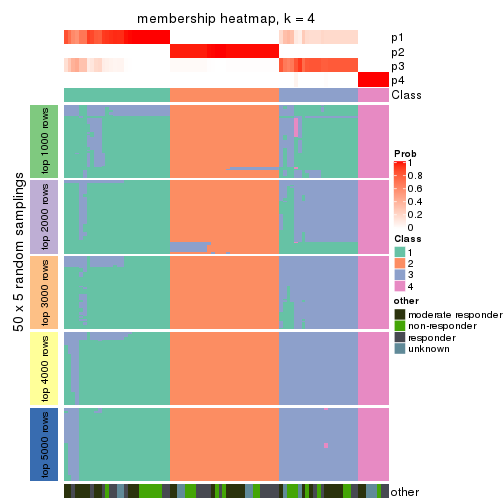 membership heatmap, k = 4
p1
p2
p3
p4
Class
50 x 5 random samplings
top 1000 rows
top 2000 rows
top 3000 rows
top 4000 rows
top 5000 rows
Prob
1
0.8
0.6
0.4
0.2
0
Class
1
2
3
4
other
moderate responder
non-responder
responder
unknown
other